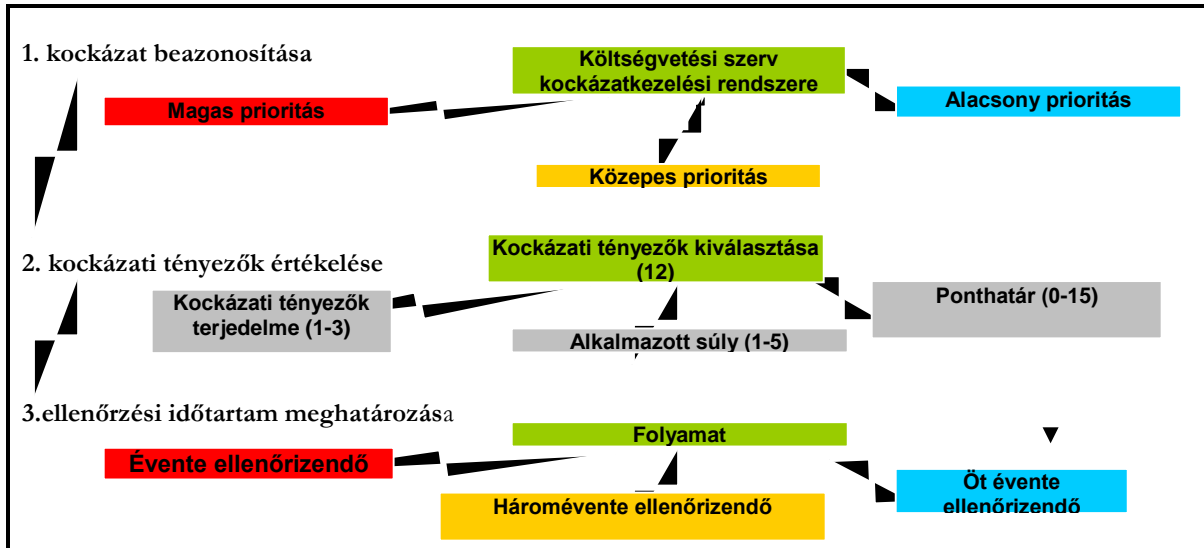 1. kockázat beazonosítása
Költségvetési szerv
kockázatkezelési rendszere
Magas prioritás
Alacsony prioritás
Közepes prioritás
2. kockázati tényezők értékelése
Kockázati tényezők kiválasztása
(12)
Kockázati tényezők
terjedelme (1-3)
Ponthatár (0-15)
Alkalmazott súly (1-5)
3.ellenőrzési időtartam meghatározása
Folyamat
Évente ellenőrizendő
Háromévente ellenőrizendő
Öt évente
ellenőrizendő